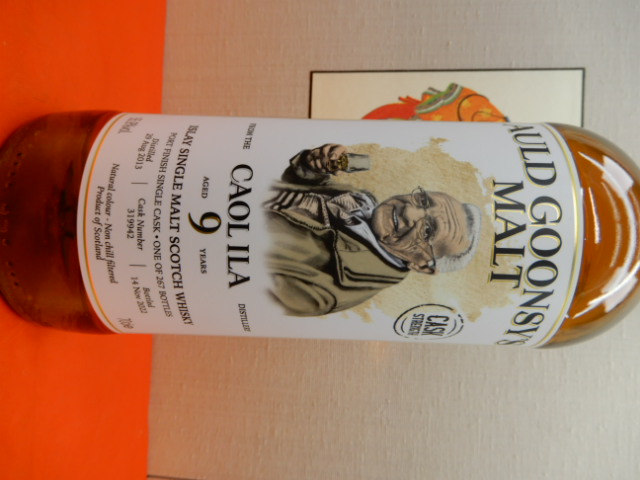 AULD GOONSY'S
MALT
CASK
STRENGTH
FROM THE
CAOL ILA
DISTILLERY
AGED
9
YEARS
ISLAY SINGLE MALT SCOTCH WHISKY
PORT FINISH SINGLE CASK • ONE OF 267 BOTTLES
Distilled
29 Aug 2013
Cask Number
319942
Bottled
14 Nov 2022
Natural colour - Non chill filtered
Product of Scotland